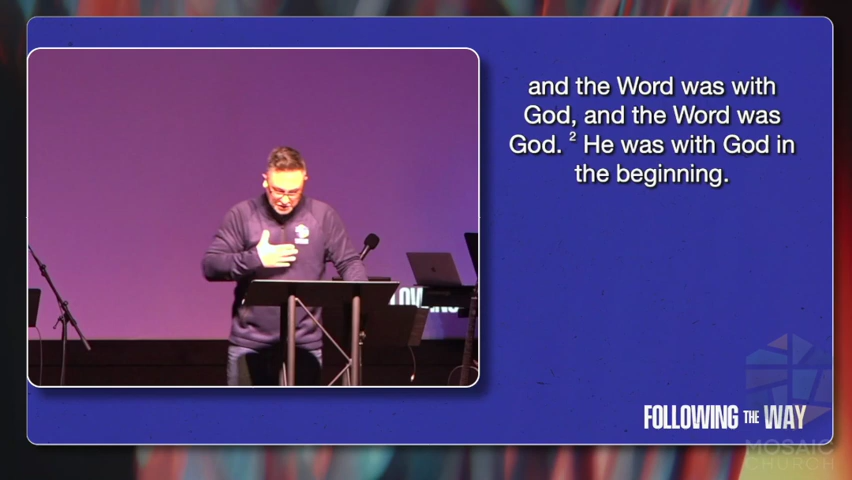 and the Word was with
God, and the Word was
God. ² He was with God in
the beginning.
FOLLOWING THE WAY
MOSAIC
CHURCH